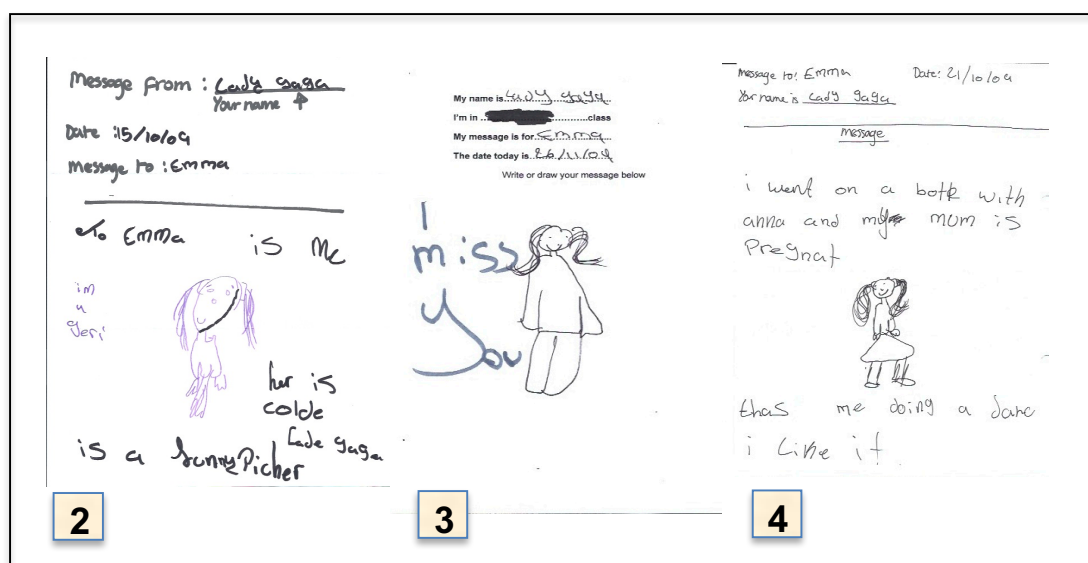 Message from : Lady gaga
Your name ↑
Date :15/10/09
message to : Emma
To Emma is Me
im
a
geri
her is
colde
Lade gaga
is a funny Picher
2
My name is Lady gaga
I'm in .......... class
My message is for Emma
The date today is 26/11/09
Write or draw your message below
I
miss
you
3
message to: Emma Date: 21/10/09
Your name is Lady gaga
message
i went on a botk with
anna and my mum is
Pregnat
thas me doing a danc
i Like it
4